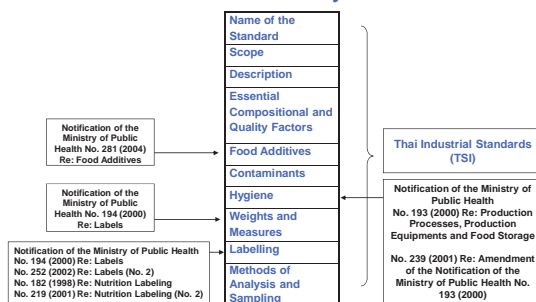 Name of the
Standard
Scope
Description
Essential
Compositional and
Quality Factors
Food Additives
Contaminants
Hygiene
Weights and
Measures
Labelling
Methods of
Analysis and
Sampling
Notification of the
Ministry of Public
Health No. 281 (2004)
Re: Food Additives
Notification of the
Ministry of Public
Health No. 194 (2000)
Re: Labels
Notification of the Ministry of Public Health
No. 194 (2000) Re: Labels
No. 252 (2002) Re: Labels (No. 2)
No. 182 (1998) Re: Nutrition Labeling
No. 219 (2001) Re: Nutrition Labeling (No. 2)
Thai Industrial Standards
(TSI)
Notification of the Ministry of
Public Health
No. 193 (2000) Re: Production
Processes, Production
Equipments and Food Storage
No. 239 (2001) Re: Amendment
of the Notification of the
Ministry of Public Health No.
193 (2000)